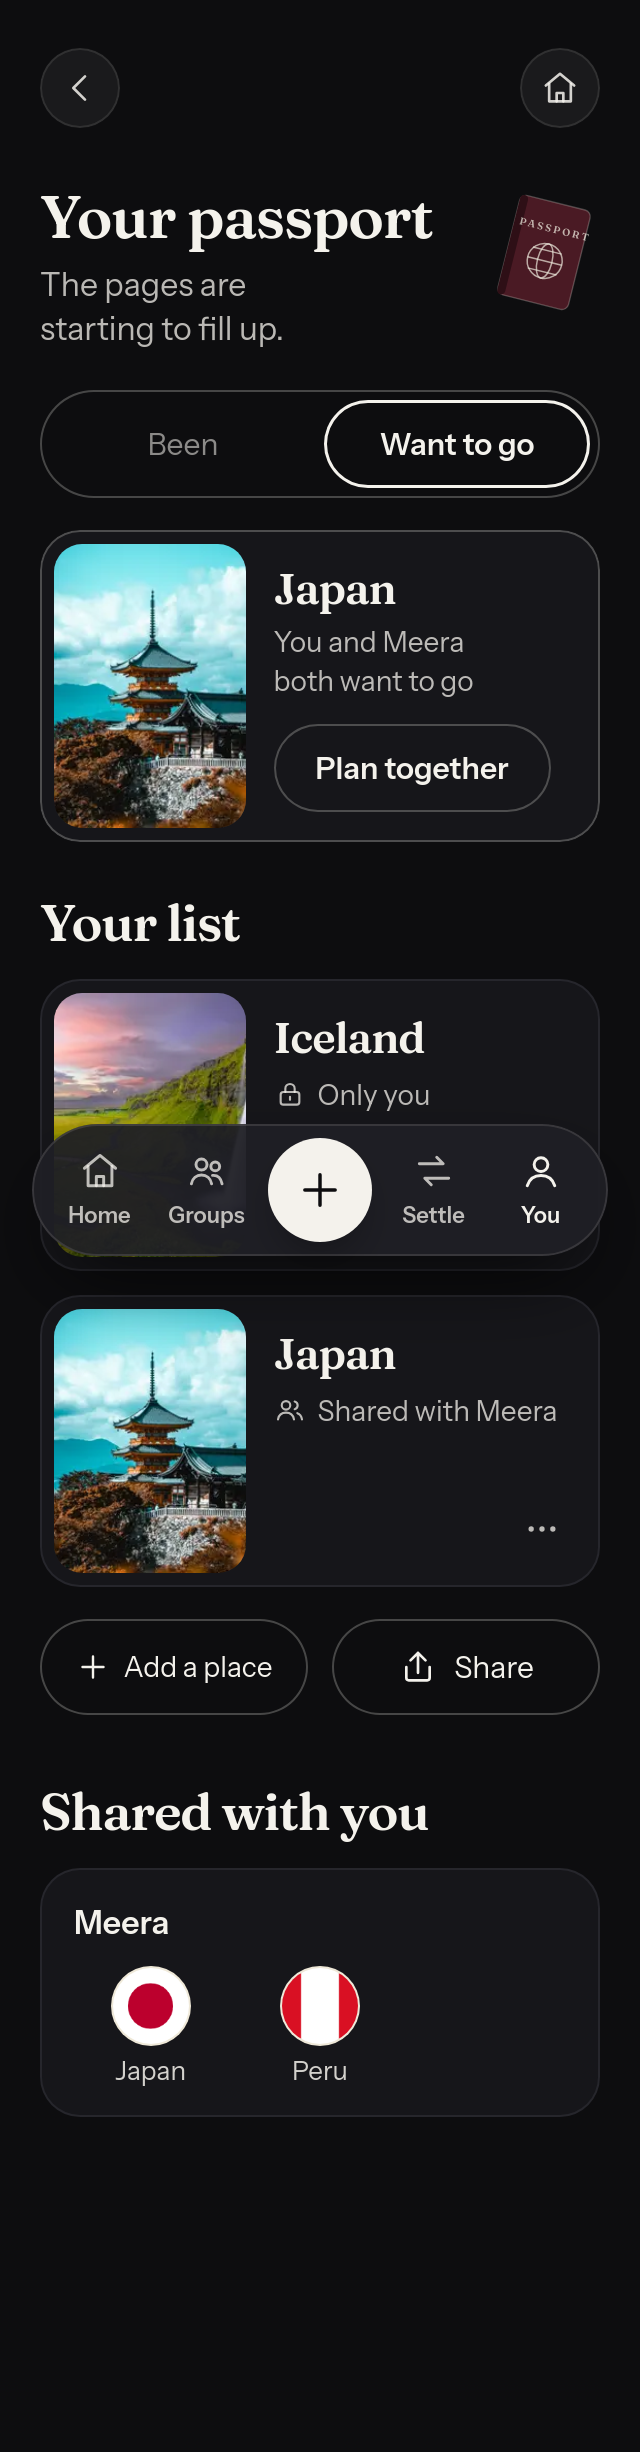 Your passport
PASSPORT
The pages are
starting to fill up.
Been
Want to go
Japan
You and Meera
both want to go
Plan together
Your list
Iceland
Only you
Home
Groups
Settle
You
Japan
Shared with Meera
Add a place
Share
Shared with you
Meera
Japan
Peru